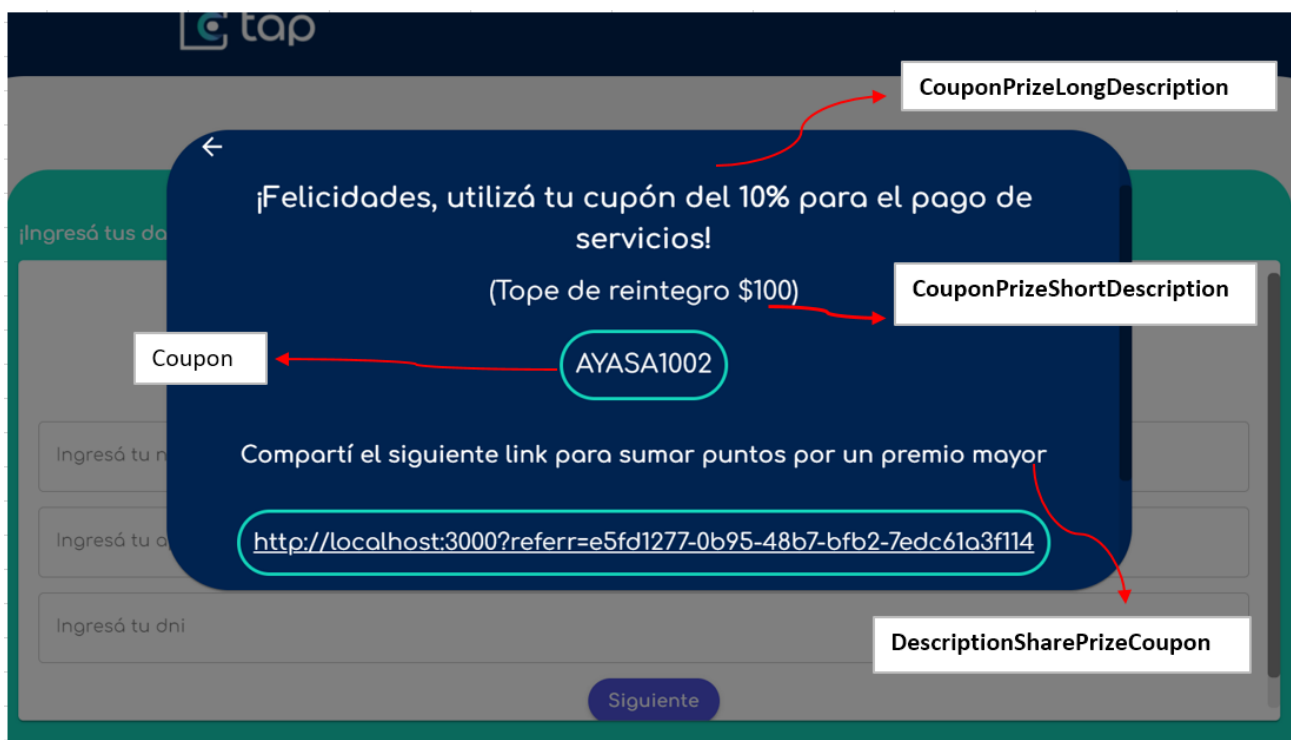 tap
CouponPrizeLongDescription
¡Felicidades, utilizá tu cupón del 10% para el pago de
servicios!
¡Ingresá tus da
(Tope de reintegro $100)
CouponPrizeShortDescription
Coupon
AYASA1002
Ingresá tu n
Compartí el siguiente link para sumar puntos por un premio mayor
Ingresá tu a
http://localhost:3000?referr=e5fd1277-0b95-48b7-bfb2-7edc61a3f114
Ingresá tu dni
DescriptionSharePrizeCoupon
Siguiente